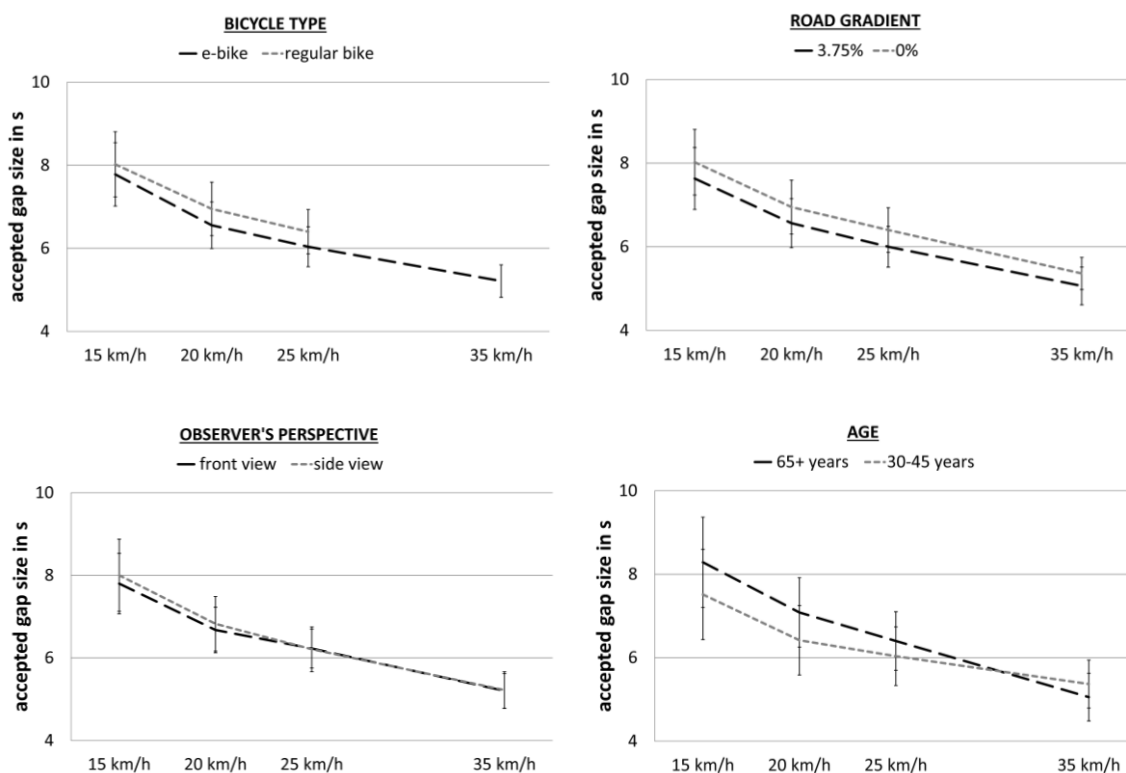 BICYCLE TYPE
e-bike regular bike
accepted gap size in s
10
8
6
4
15 km/h 20 km/h 25 km/h 35 km/h
ROAD GRADIENT
3.75% 0%
accepted gap size in s
10
8
6
4
15 km/h 20 km/h 25 km/h 35 km/h
OBSERVER'S PERSPECTIVE
front view side view
accepted gap size in s
10
8
6
4
15 km/h 20 km/h 25 km/h 35 km/h
AGE
65+ years 30-45 years
accepted gap size in s
10
8
6
4
15 km/h 20 km/h 25 km/h 35 km/h